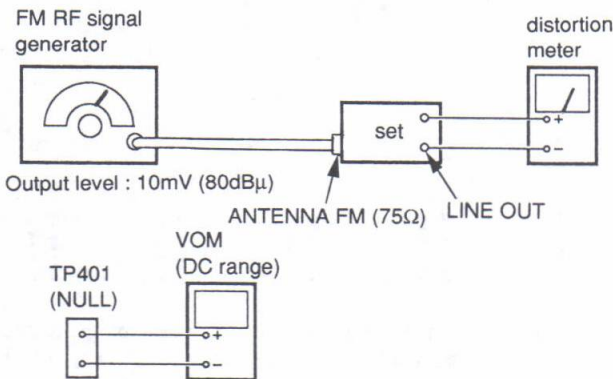 FM RF signal
generator
distortion
meter
+
set
−
Output level : 10mV (80dBμ)
ANTENNA FM (75Ω)
LINE OUT
VOM
(DC range)
TP401
(NULL)
+
−